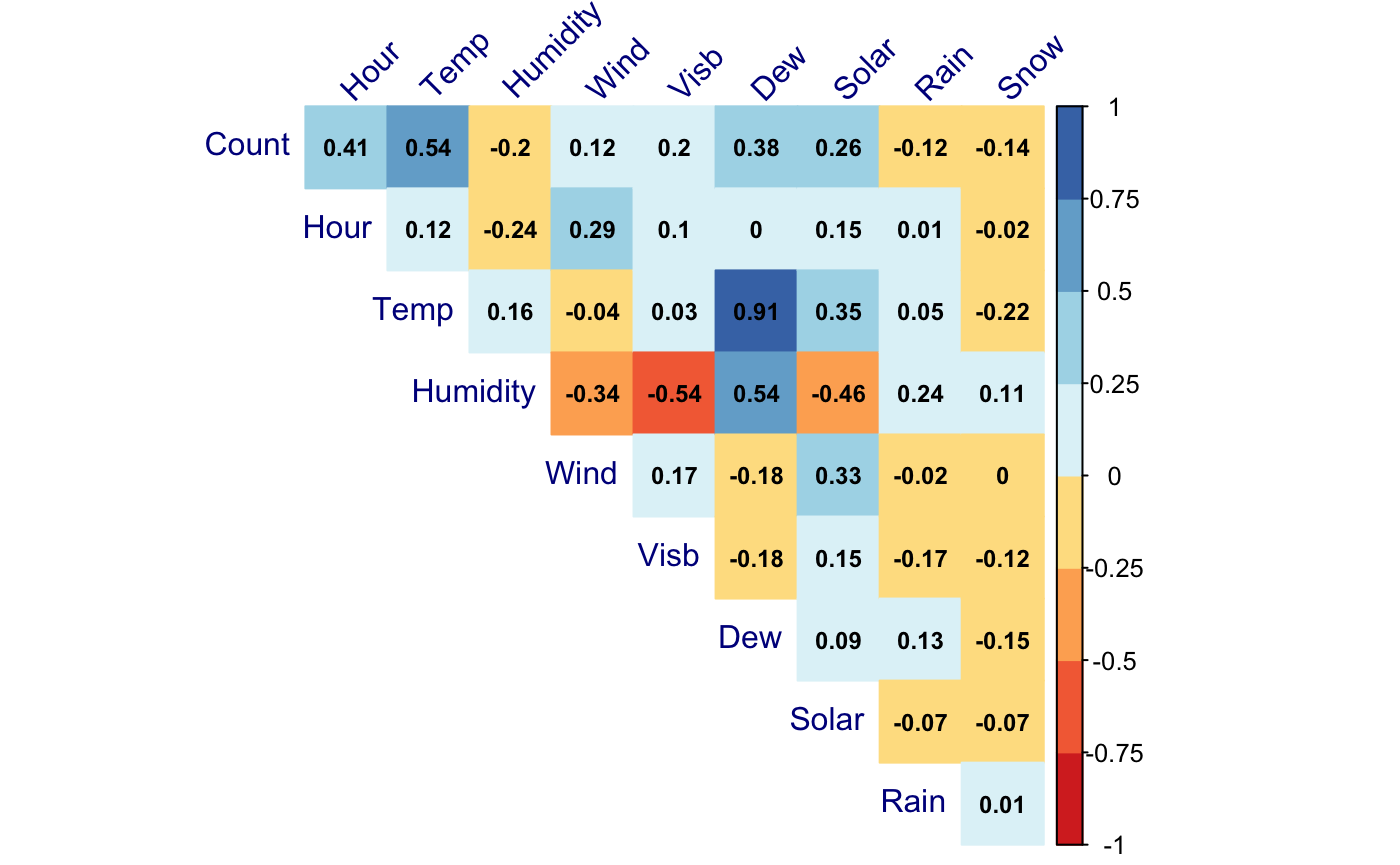 Hour Temp Humidity Wind Visb Dew Solar Rain Snow
Count 0.41 0.54 -0.2 0.12 0.2 0.38 0.26 -0.12 -0.14
Hour 0.12 -0.24 0.29 0.1 0 0.15 0.01 -0.02
Temp 0.16 -0.04 0.03 0.91 0.35 0.05 -0.22
Humidity -0.34 -0.54 0.54 -0.46 0.24 0.11
Wind 0.17 -0.18 0.33 -0.02 0
Visb -0.18 0.15 -0.17 -0.12
Dew 0.09 0.13 -0.15
Solar -0.07 -0.07
Rain 0.01
1
0.75
0.5
0.25
0
-0.25
-0.5
-0.75
-1